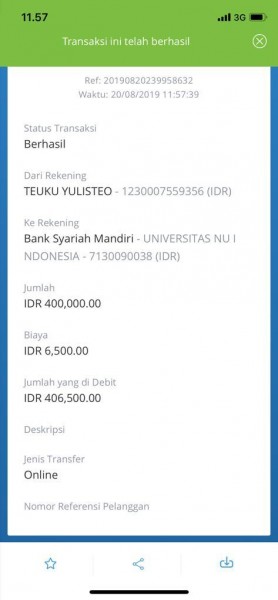 11.57
3G
Transaksi ini telah berhasil
Ref: 20190820239958632
Waktu: 20/08/2019 11:57:39
Status Transaksi
Berhasil
Dari Rekening
TEUKU YULISTEO - 1230007559356 (IDR)
Ke Rekening
Bank Syariah Mandiri - UNIVERSITAS NU I
NDONESIA - 7130090038 (IDR)
Jumlah
IDR 400,000.00
Biaya
IDR 6,500.00
Jumlah yang di Debit
IDR 406,500.00
Deskripsi
Jenis Transfer
Online
Nomor Referensi Pelanggan